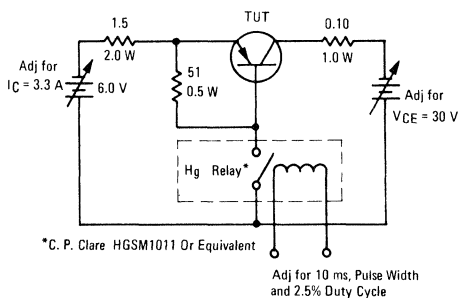 TUT
1.5
2.0 W
0.10
1.0 W
Adj for
IC = 3.3 A
6.0 V
51
0.5 W
Adj for
VCE = 30 V
Hg Relay*
*C. P. Clare HGSM1011 Or Equivalent
Adj for 10 ms, Pulse Width
and 2.5% Duty Cycle